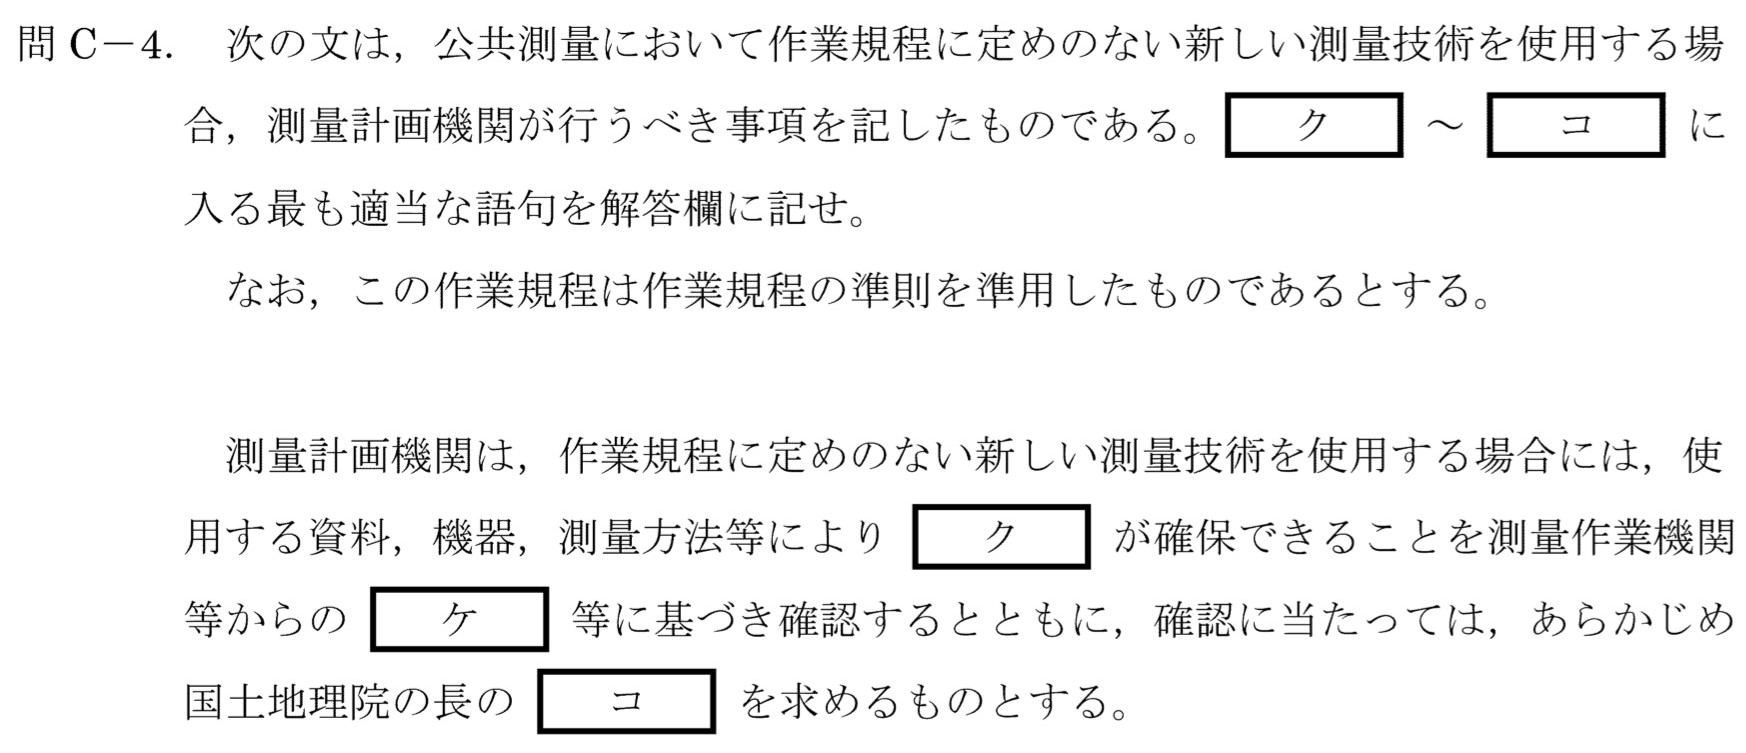 問C-4. 次の文は，公共測量において作業規程に定めのない新しい測量技術を使用する場
合，測量計画機関が行うべき事項を記したものである。 ク ～ コ に
入る最も適当な語句を解答欄に記せ。
なお，この作業規程は作業規程の準則を準用したものであるとする。
測量計画機関は，作業規程に定めのない新しい測量技術を使用する場合には，使
用する資料，機器，測量方法等により ク が確保できることを測量作業機関
等からの ケ 等に基づき確認するとともに，確認に当たっては，あらかじめ
国土地理院の長の コ を求めるものとする。